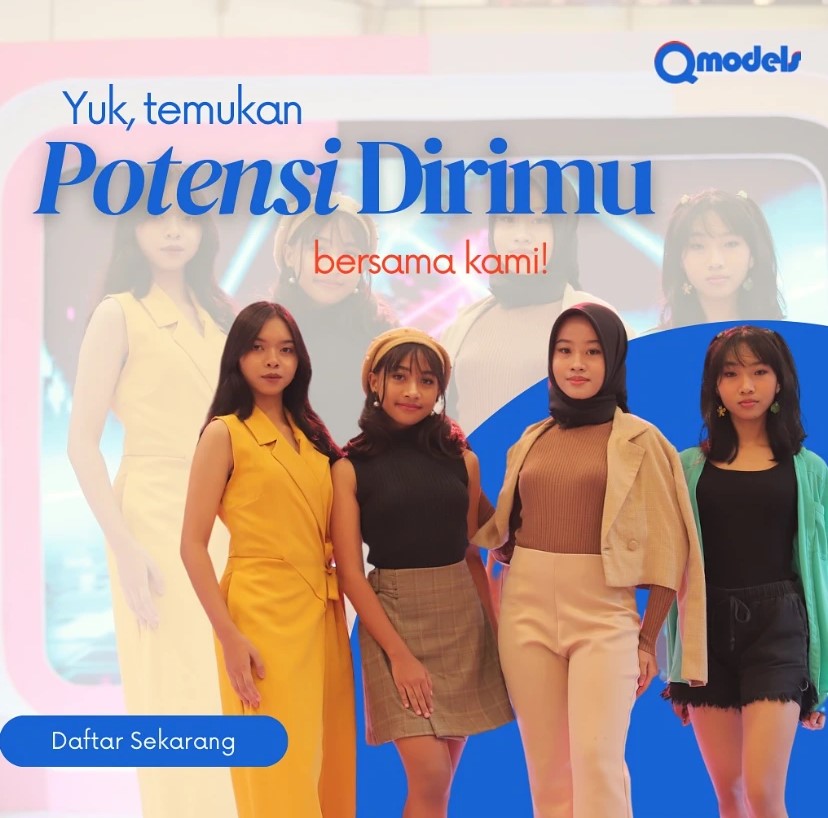 Qmodels
Yuk, temukan
Potensi Dirimu
bersama kami!
Daftar Sekarang